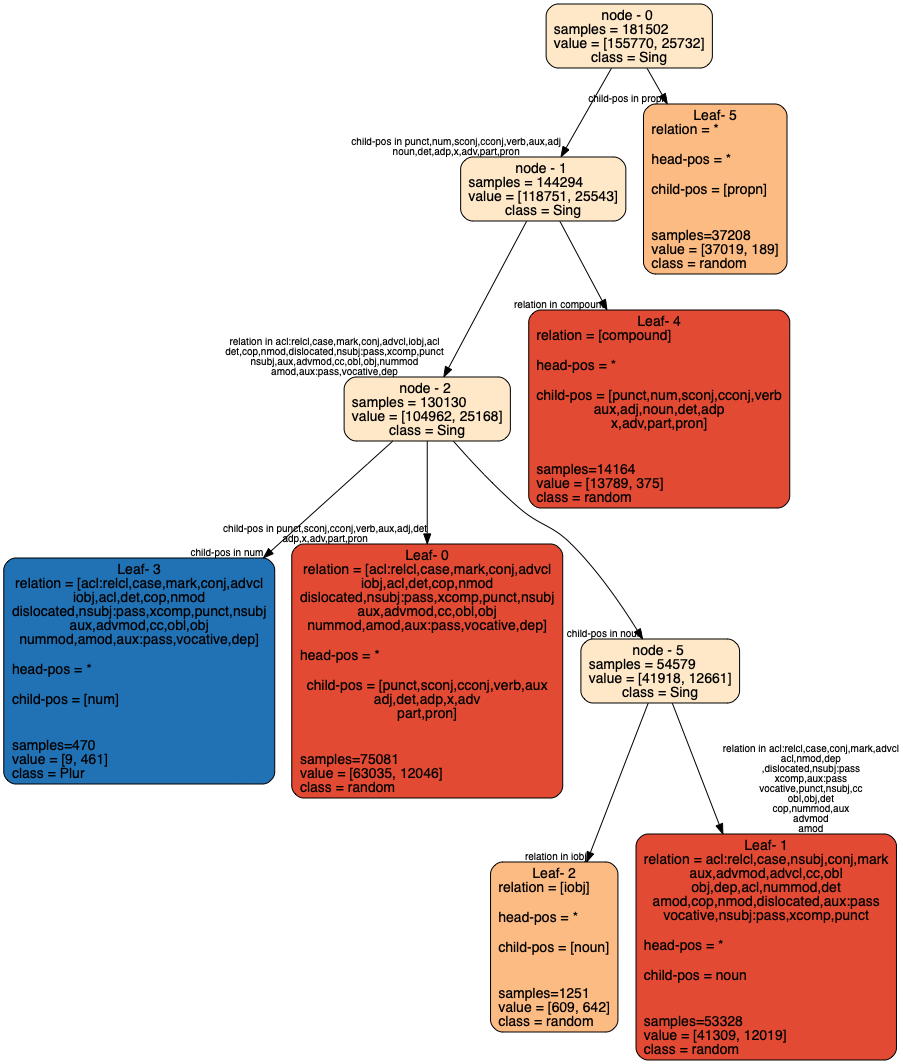 node - 0
samples = 181502
value = [155770, 25732]
class = Sing
child-pos in propn
Leaf- 5
relation = *
head-pos = *
child-pos = [propn]
samples=37208
value = [37019, 189]
class = random
child-pos in punct,num,sconj,cconj,verb,aux,adj
noun,det,adp,x,adv,part,pron
node - 1
samples = 144294
value = [118751, 25543]
class = Sing
relation in compound
Leaf- 4
relation = [compound]
head-pos = *
child-pos = [punct,num,sconj,cconj,verb
aux,adj,noun,det,adp
x,adv,part,pron]
samples=14164
value = [13789, 375]
class = random
relation in acl:relcl,case,mark,conj,advcl,iobj,acl
det,cop,nmod,dislocated,nsubj:pass,xcomp,punct
nsubj,aux,advmod,cc,obl,obj,nummod
amod,aux:pass,vocative,dep
node - 2
samples = 130130
value = [104962, 25168]
class = Sing
child-pos in num
Leaf- 3
relation = [acl:relcl,case,mark,conj,advcl
iobj,acl,det,cop,nmod
dislocated,nsubj:pass,xcomp,punct,nsubj
aux,advmod,cc,obl,obj
nummod,amod,aux:pass,vocative,dep]
head-pos = *
child-pos = [num]
samples=470
value = [9, 461]
class = Plur
child-pos in punct,sconj,cconj,verb,aux,adj,det
adp,x,adv,part,pron
Leaf- 0
relation = [acl:relcl,case,mark,conj,advcl
iobj,acl,det,cop,nmod
dislocated,nsubj:pass,xcomp,punct,nsubj
aux,advmod,cc,obl,obj
nummod,amod,aux:pass,vocative,dep]
head-pos = *
child-pos = [punct,sconj,cconj,verb,aux
adj,det,adp,x,adv
part,pron]
samples=75081
value = [63035, 12046]
class = random
child-pos in noun
node - 5
samples = 54579
value = [41918, 12661]
class = Sing
relation in iobj
Leaf- 2
relation = [iobj]
head-pos = *
child-pos = [noun]
samples=1251
value = [609, 642]
class = random
relation in acl:relcl,case,conj,mark,advcl
acl,nmod,dep
,dislocated,nsubj:pass
xcomp,aux:pass
vocative,punct,nsubj,cc
obl,obj,det
cop,nummod,aux
advmod
amod
Leaf- 1
relation = acl:relcl,case,nsubj,conj,mark
aux,advmod,advcl,cc,obl
obj,dep,acl,nummod,det
amod,cop,nmod,dislocated,aux:pass
vocative,nsubj:pass,xcomp,punct
head-pos = *
child-pos = noun
samples=53328
value = [41309, 12019]
class = random